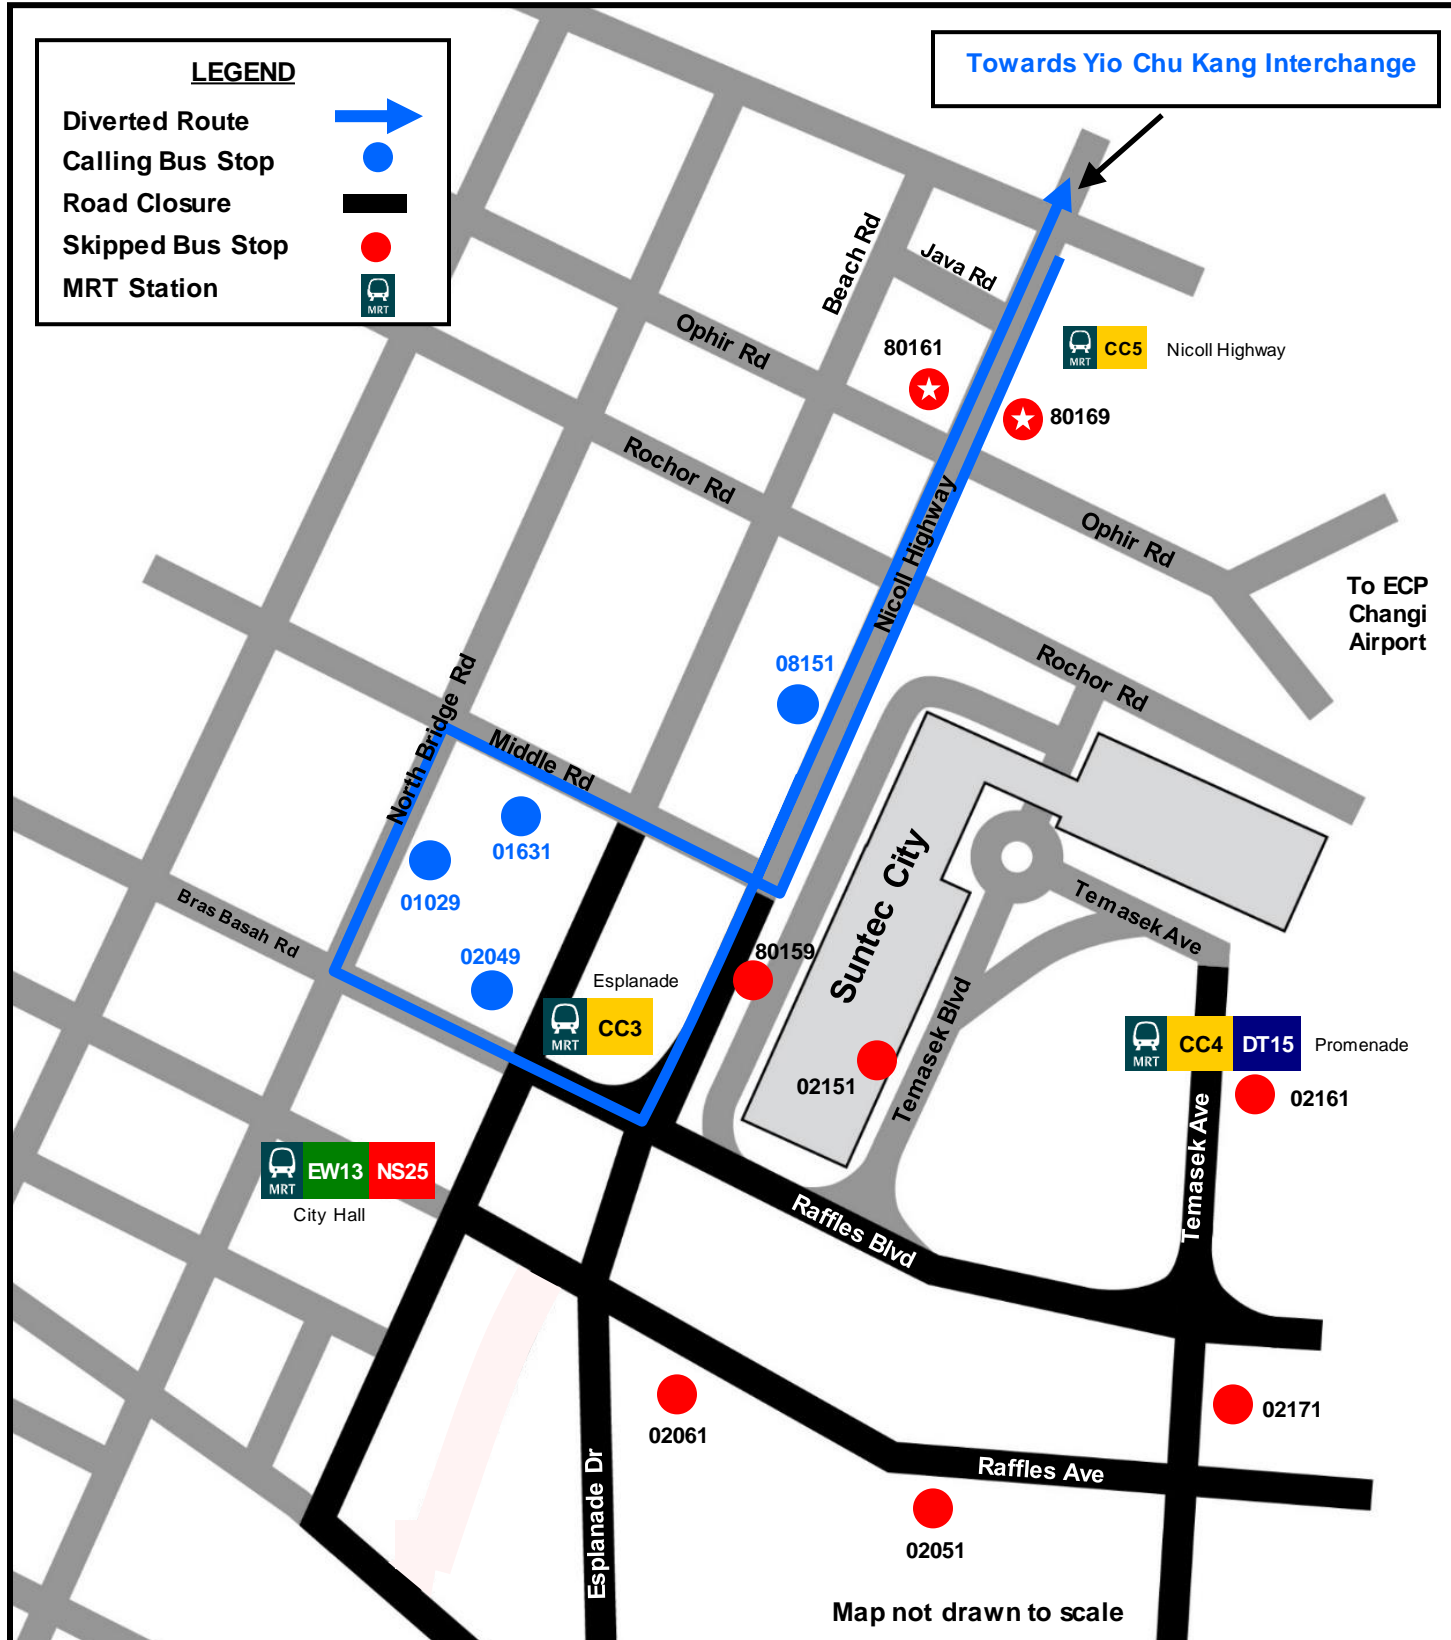 LEGEND
Diverted Route
Calling Bus Stop
Road Closure
Skipped Bus Stop
MRT Station
MRT
Towards Yio Chu Kang Interchange
Beach Rd
Java Rd
Ophir Rd
80161
MRT
CC5
Nicoll Highway
80169
Rochor Rd
Nicoll Highway
Ophir Rd
To ECP
Changi
Airport
08151
Rochor Rd
North Bridge Rd
Middle Rd
01631
01029
Suntec City
Temasek Ave
Bras Basah Rd
02049
80159
Esplanade
MRT
CC3
02151
Temasek Blvd
MRT
CC4
DT15
Promenade
02161
Temasek Ave
MRT
EW13
NS25
City Hall
Raffles Blvd
02061
02171
Raffles Ave
Esplanade Dr
02051
Map not drawn to scale